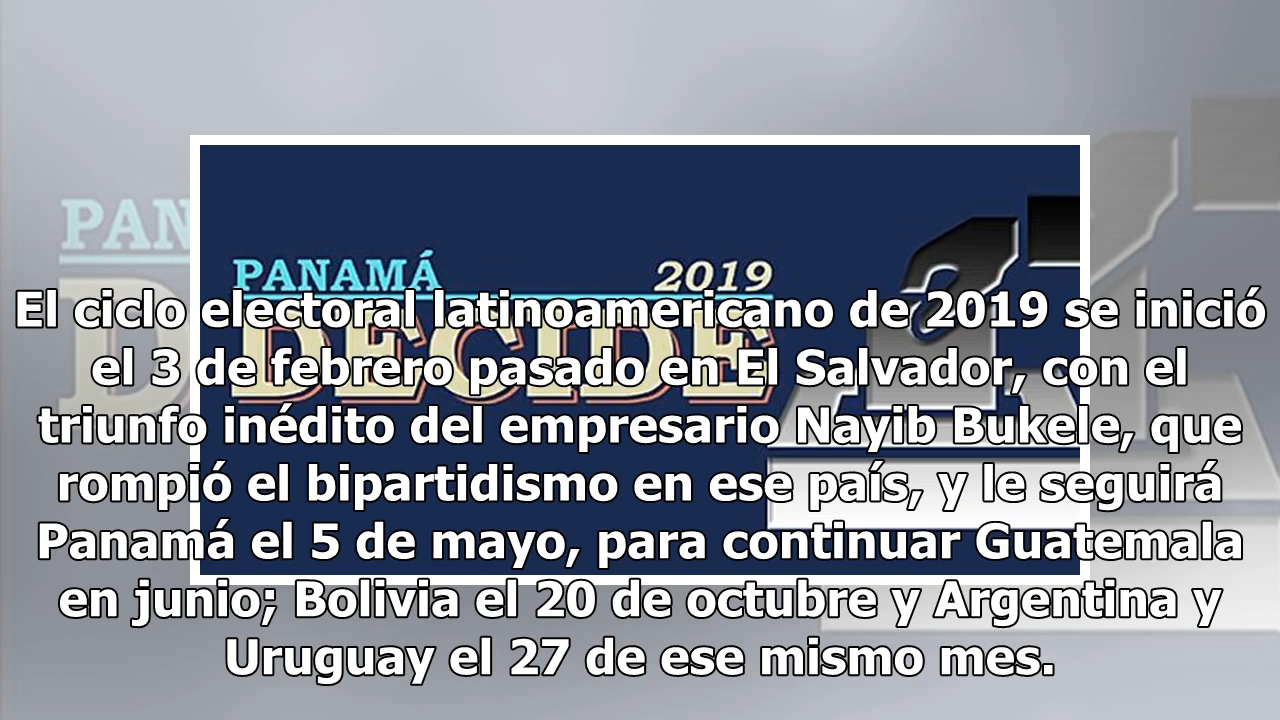 PANAMÁ 2019
DECIDE
PAN
D
El ciclo electoral latinoamericano de 2019 se inició
el 3 de febrero pasado en El Salvador, con el
triunfo inédito del empresario Nayib Bukele, que
rompió el bipartidismo en ese país, y le seguirá
Panamá el 5 de mayo, para continuar Guatemala
en junio; Bolivia el 20 de octubre y Argentina y
Uruguay el 27 de ese mismo mes.